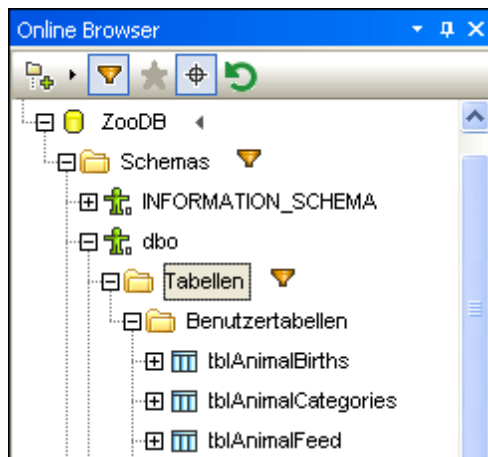 Online Browser
ZooDB
Schemas
INFORMATION_SCHEMA
dbo
Tabellen
Benutzertabellen
tblAnimalBirths
tblAnimalCategories
tblAnimalFeed